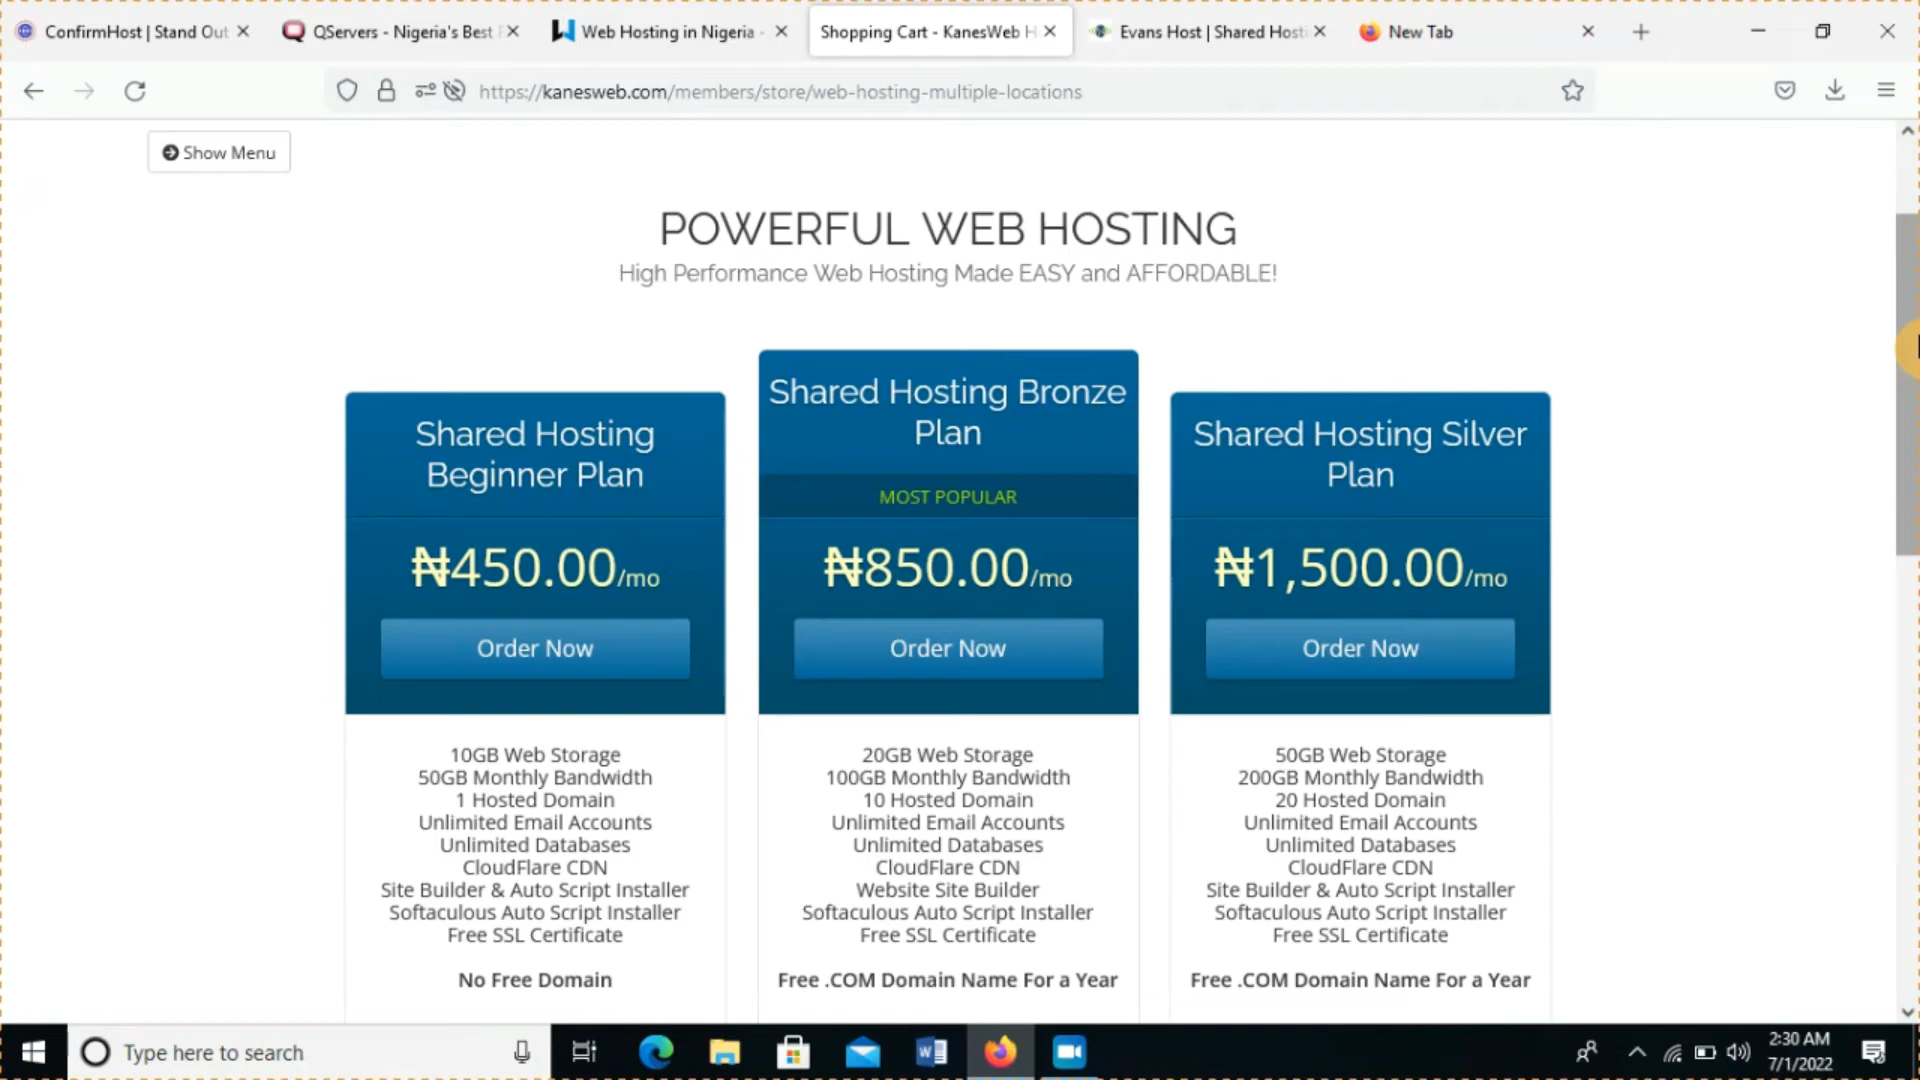 ConfirmHost | Stand Out
QServers - Nigeria's Best
Web Hosting in Nigeria -
Shopping Cart - KanesWeb H
Evans Host | Shared Hosti
New Tab
https://kanesweb.com/members/store/web-hosting-multiple-locations
Show Menu
POWERFUL WEB HOSTING
High Performance Web Hosting Made EASY and AFFORDABLE!
Shared Hosting
Beginner Plan
₦450.00/mo
Order Now
10GB Web Storage
50GB Monthly Bandwidth
1 Hosted Domain
Unlimited Email Accounts
Unlimited Databases
CloudFlare CDN
Site Builder & Auto Script Installer
Softaculous Auto Script Installer
Free SSL Certificate
No Free Domain
Shared Hosting Bronze
Plan
MOST POPULAR
₦850.00/mo
Order Now
20GB Web Storage
100GB Monthly Bandwidth
10 Hosted Domain
Unlimited Email Accounts
Unlimited Databases
CloudFlare CDN
Website Site Builder
Softaculous Auto Script Installer
Free SSL Certificate
Free .COM Domain Name For a Year
Shared Hosting Silver
Plan
₦1,500.00/mo
Order Now
50GB Web Storage
200GB Monthly Bandwidth
20 Hosted Domain
Unlimited Email Accounts
Unlimited Databases
CloudFlare CDN
Site Builder & Auto Script Installer
Softaculous Auto Script Installer
Free SSL Certificate
Free .COM Domain Name For a Year
Type here to search
2:30 AM
7/1/2022